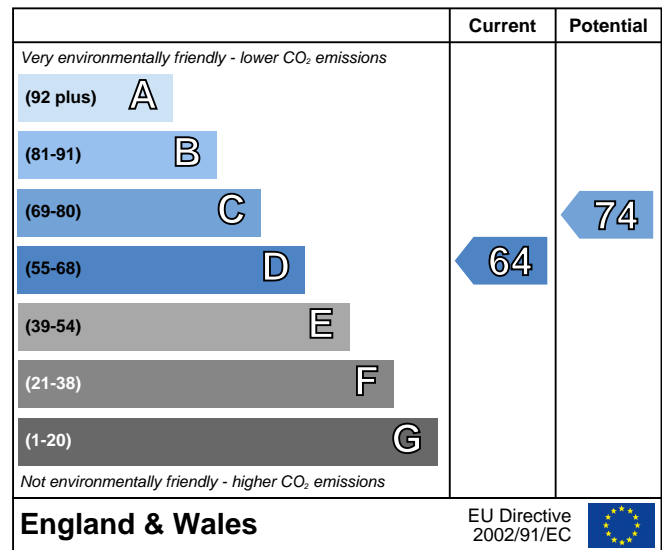 Current Potential
Very environmentally friendly - lower CO₂ emissions
(92 plus) A
(81-91) B
(69-80) C
74
(55-68) D
64
(39-54) E
(21-38) F
(1-20) G
Not environmentally friendly - higher CO₂ emissions
England & Wales
EU Directive
2002/91/EC